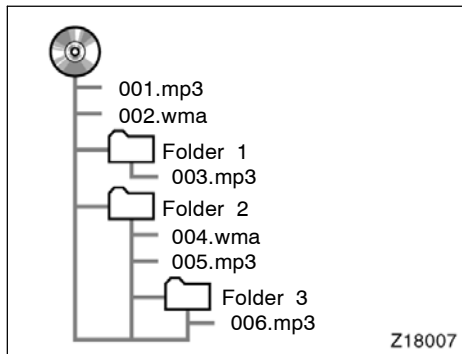 001.mp3
002.wma
Folder 1
003.mp3
Folder 2
004.wma
005.mp3
Folder 3
006.mp3
Z18007